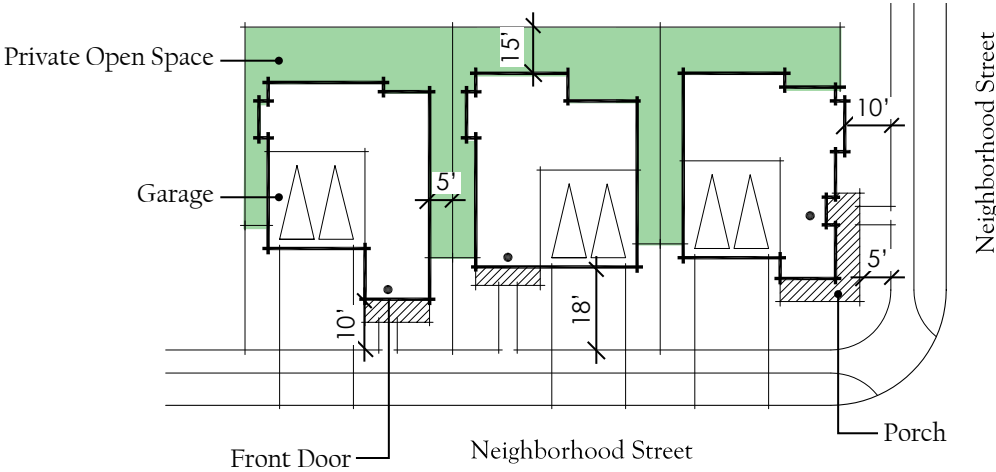 Neighborhood Street
15'
Private Open Space
10'
5'
Garage
5'
18'
10'
Porch
Neighborhood Street
Front Door